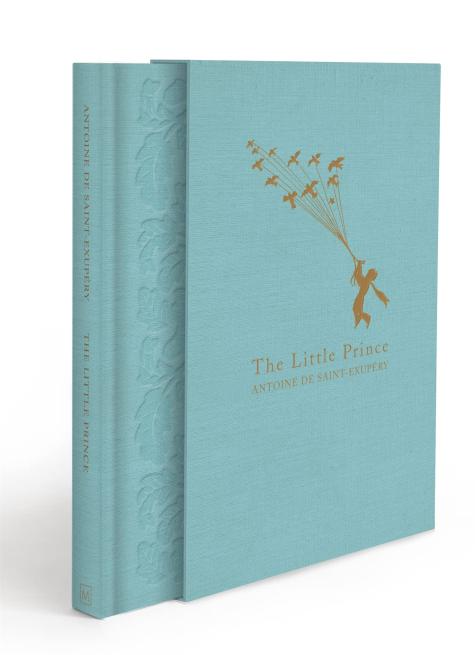 ANTOINE DE SAINT-EXUPÉRY THE LITTLE PRINCE
M
The Little Prince
ANTOINE DE SAINT-EXUPÉRY